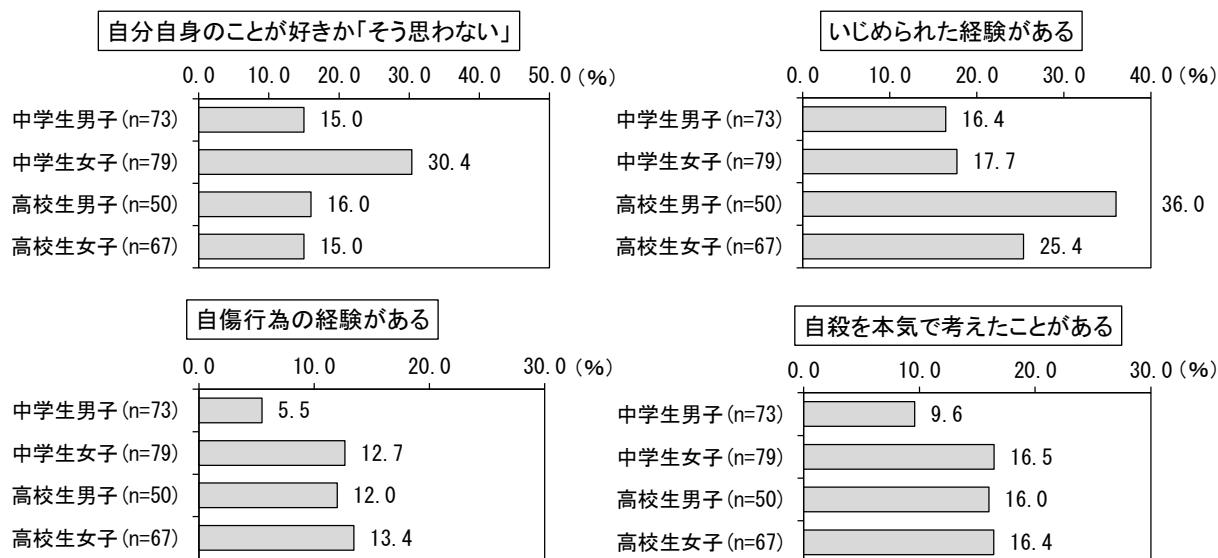 自分自身のことが好きか「そう思わない」
0.0 10.0 20.0 30.0 40.0 50.0 (%)
中学生男子(n=73) 15.0
中学生女子(n=79) 30.4
高校生男子(n=50) 16.0
高校生女子(n=67) 15.0
いじめられた経験がある
0.0 10.0 20.0 30.0 40.0 (%)
中学生男子(n=73) 16.4
中学生女子(n=79) 17.7
高校生男子(n=50) 36.0
高校生女子(n=67) 25.4
自傷行為の経験がある
0.0 10.0 20.0 30.0 (%)
中学生男子(n=73) 5.5
中学生女子(n=79) 12.7
高校生男子(n=50) 12.0
高校生女子(n=67) 13.4
自殺を本気で考えたことがある
0.0 10.0 20.0 30.0 (%)
中学生男子(n=73) 9.6
中学生女子(n=79) 16.5
高校生男子(n=50) 16.0
高校生女子(n=67) 16.4